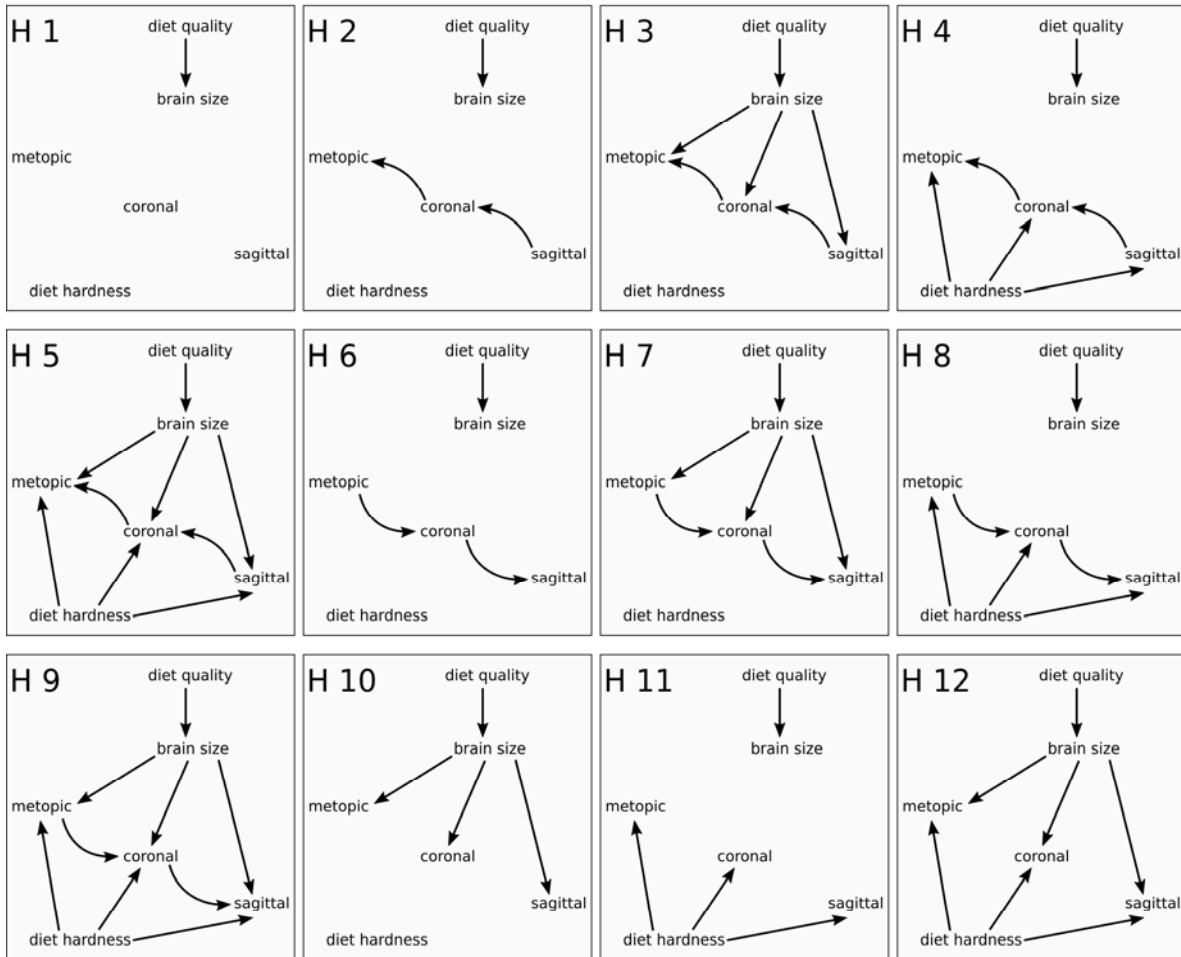 H 1
diet quality
brain size
metopic
coronal
sagittal
diet hardness
H 2
diet quality
brain size
metopic
coronal
sagittal
diet hardness
H 3
diet quality
brain size
metopic
coronal
sagittal
diet hardness
H 4
diet quality
brain size
metopic
coronal
sagittal
diet hardness
H 5
diet quality
brain size
metopic
coronal
sagittal
diet hardness
H 6
diet quality
brain size
metopic
coronal
sagittal
diet hardness
H 7
diet quality
brain size
metopic
coronal
sagittal
diet hardness
H 8
diet quality
brain size
metopic
coronal
sagittal
diet hardness
H 9
diet quality
brain size
metopic
coronal
sagittal
diet hardness
H 10
diet quality
brain size
metopic
coronal
sagittal
diet hardness
H 11
diet quality
brain size
metopic
coronal
sagittal
diet hardness
H 12
diet quality
brain size
metopic
coronal
sagittal
diet hardness